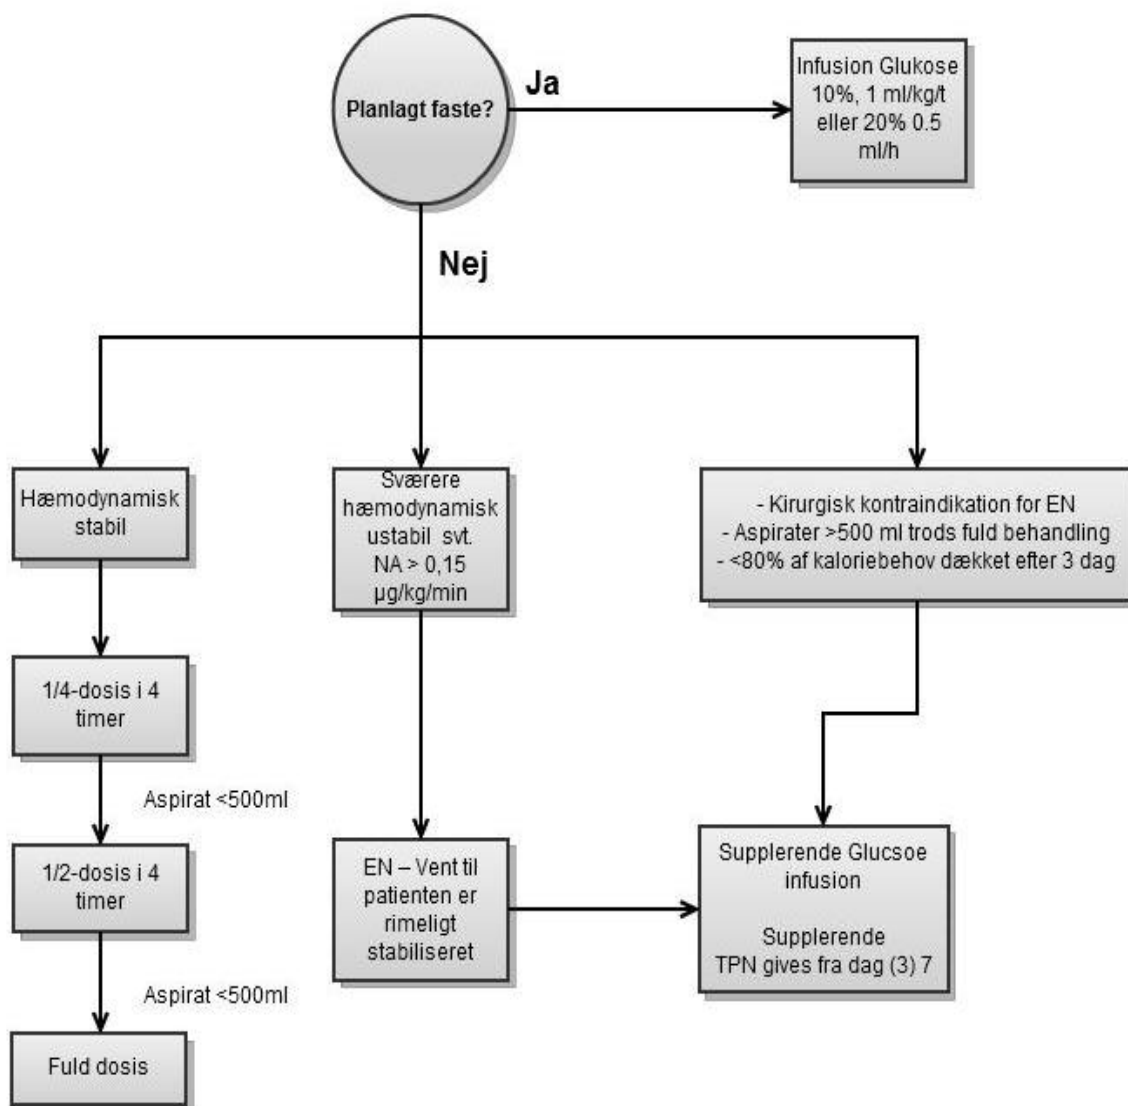 Planlagt faste?
Ja
Infusion Glukose
10%, 1 ml/kg/t
eller 20% 0.5
ml/h
Nej
Hæmodynamisk
stabil
Sværere
hæmodynamisk
ustabil svt.
NA > 0,15
µg/kg/min
- Kirurgisk kontraindikation for EN
- Aspirater >500 ml trods fuld behandling
- <80% af kaloriebehov dækket efter 3 dag
1/4-dosis i 4
timer
Aspirat <500ml
1/2-dosis i 4
timer
Aspirat <500ml
Fuld dosis
EN – Vent til
patienten er
rimeligt
stabiliseret
Supplerende Glucsoe
infusion
Supplerende
TPN gives fra dag (3) 7